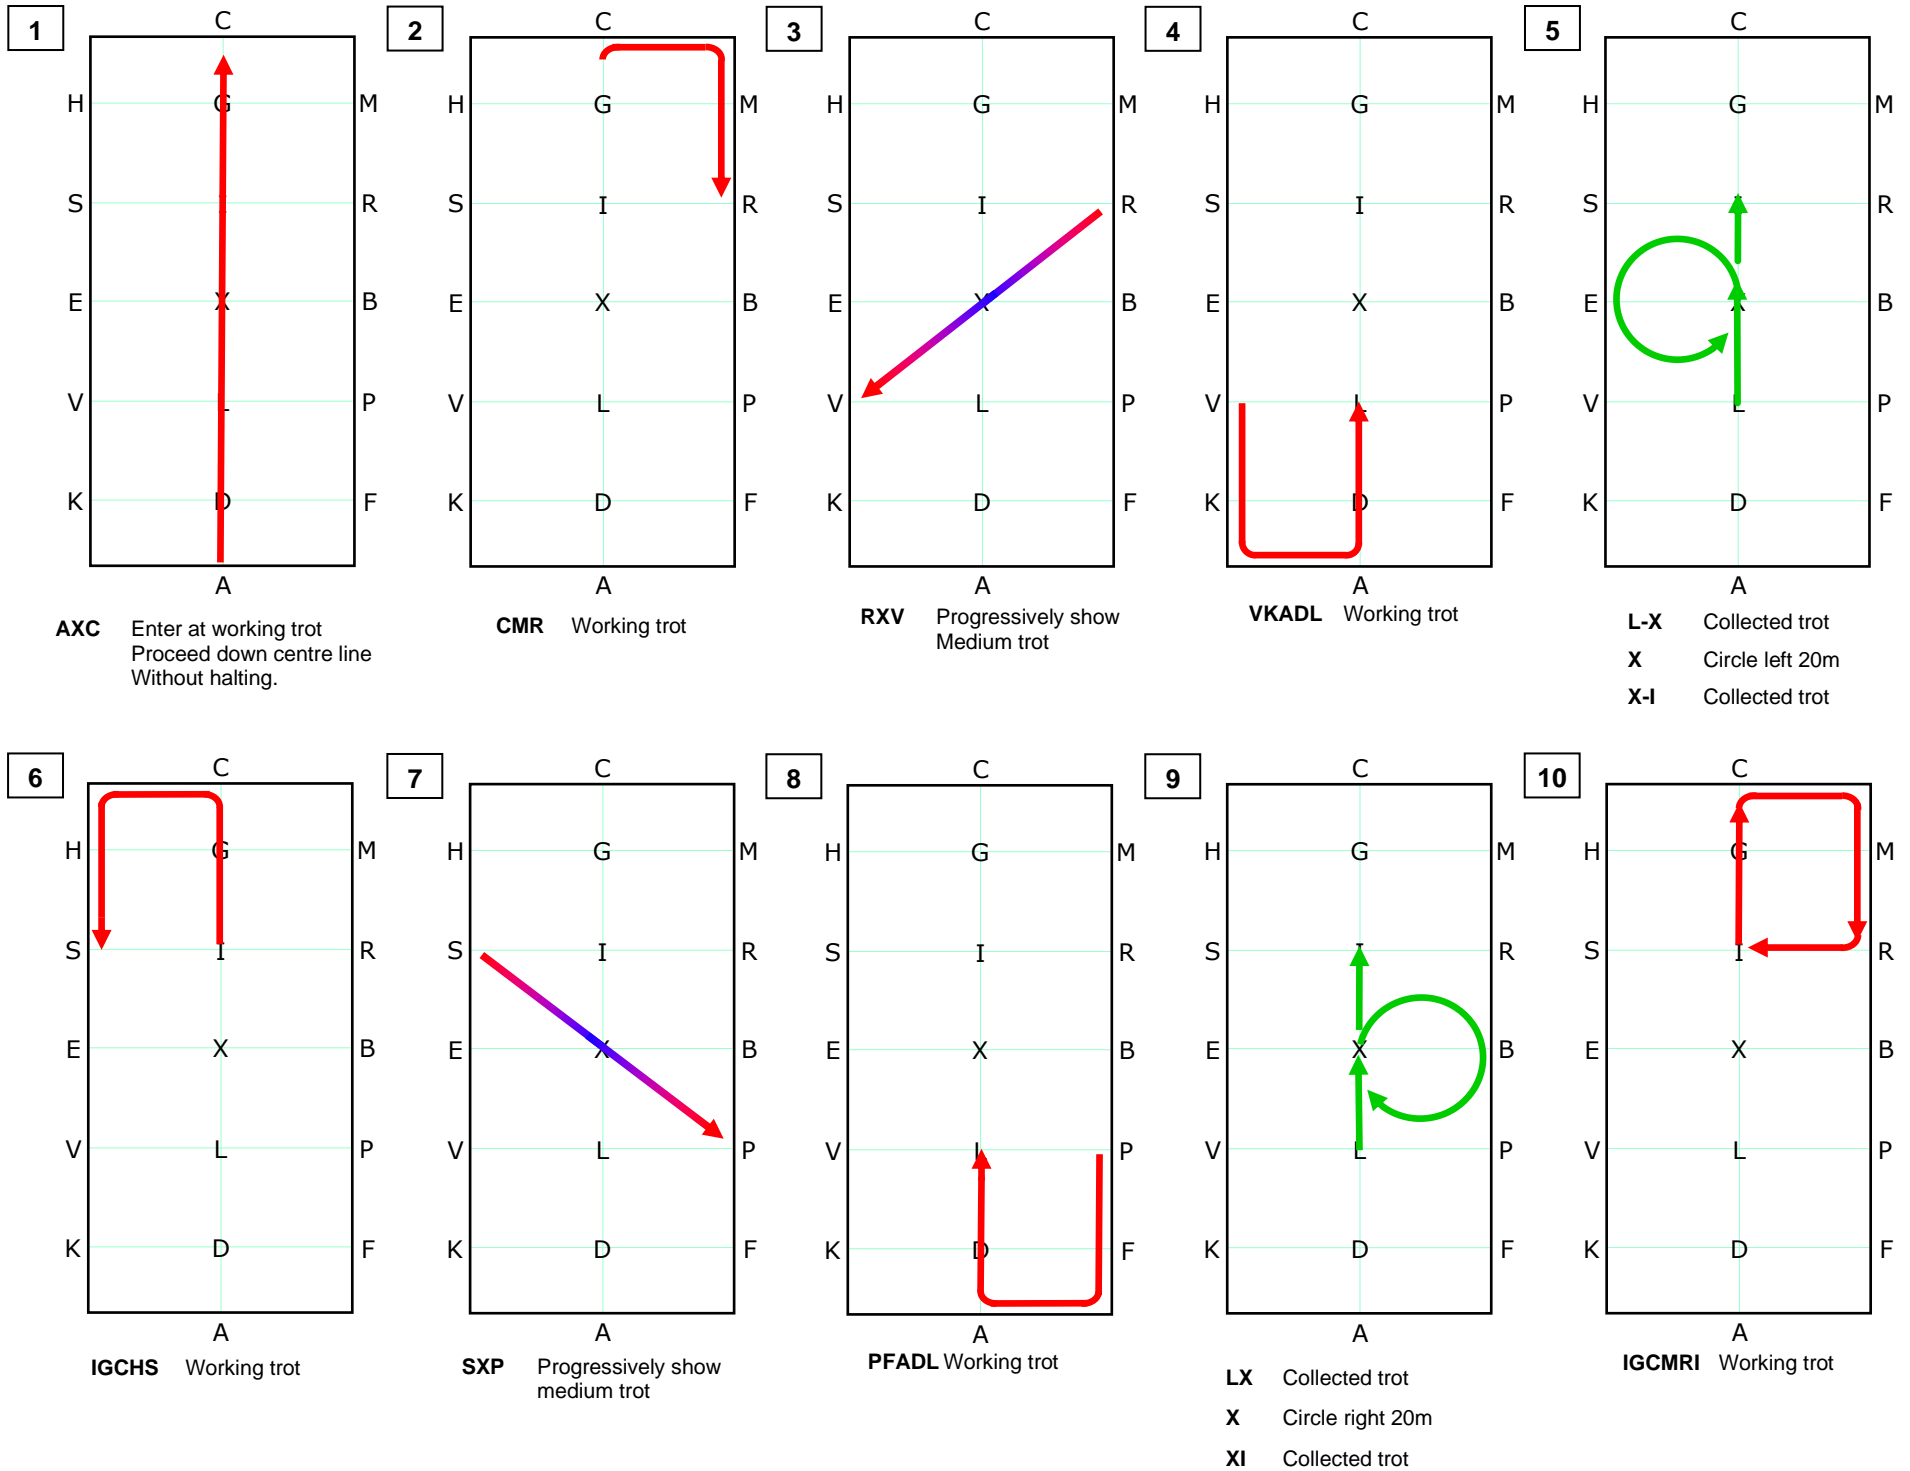 1
C
H G M
S R
E X B
V L P
K D F
A
AXC Enter at working trot
Proceed down centre line
Without halting.
2
C
H G M
S I R
E X B
V L P
K D F
A
CMR Working trot
3
C
H G M
S I R
E X B
V L P
K D F
A
RXV Progressively show
Medium trot
4
C
H G M
S I R
E X B
V L P
K D F
A
VKADL Working trot
5
C
H G M
S R
E X B
V L P
K D F
A
L-X Collected trot
X Circle left 20m
X-I Collected trot
6
C
H G M
S I R
E X B
V L P
K D F
A
IGCHS Working trot
7
C
H G M
S I R
E X B
V L P
K D F
A
SXP Progressively show
medium trot
8
C
H G M
S I R
E X B
V L P
K D F
A
PFADL Working trot
9
C
H G M
S I R
E X B
V L P
K D F
A
LX Collected trot
X Circle right 20m
XI Collected trot
10
C
H G M
S I R
E X B
V L P
K D F
A
IGCMRI Working trot